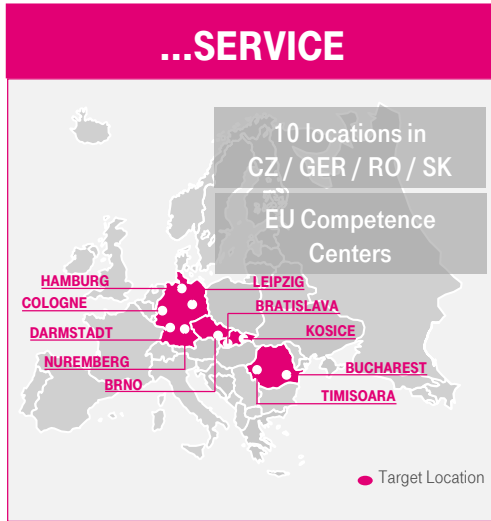 ...SERVICE
10 locations in
CZ / GER / RO / SK
EU Competence
Centers
HAMBURG
LEIPZIG
COLOGNE
BRATISLAVA
DARMSTADT
KOSICE
NUREMBERG
BUCHAREST
BRNO
TIMISOARA
Target Location